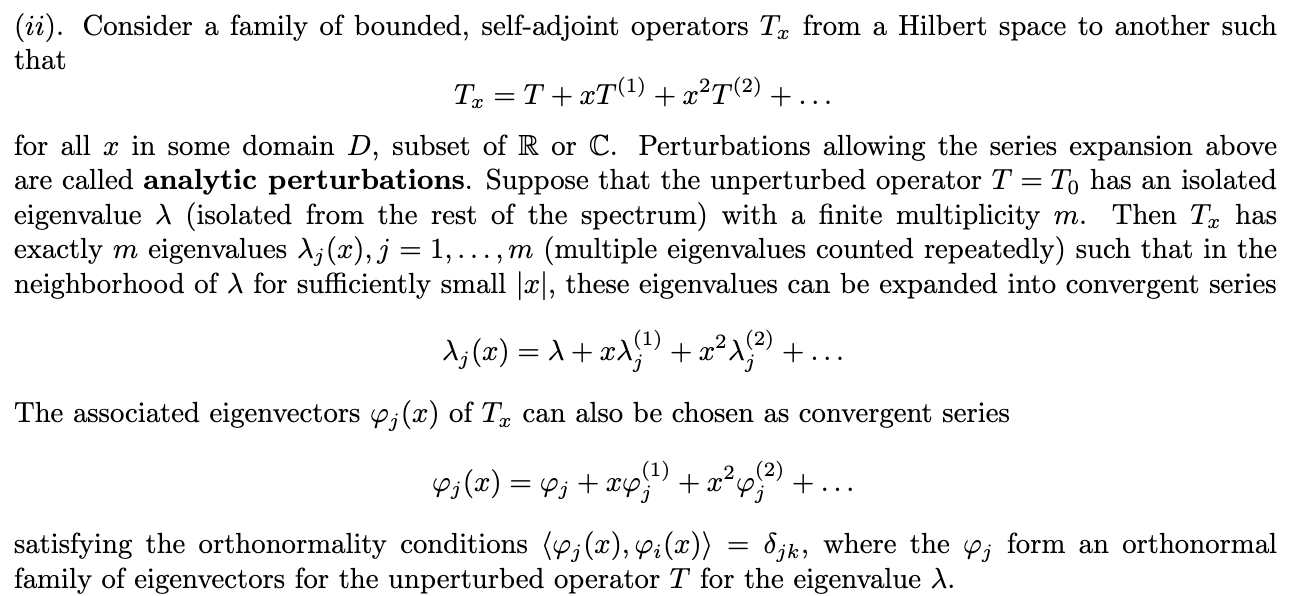 (ii). Consider a family of bounded, self-adjoint operators $T_x$ from a Hilbert space to another such
that
$$T_x = T + xT^{(1)} + x^2T^{(2)} + \ldots$$
for all $x$ in some domain $D$, subset of $\mathbb{R}$ or $\mathbb{C}$. Perturbations allowing the series expansion above
are called **analytic perturbations**. Suppose that the unperturbed operator $T = T_0$ has an isolated
eigenvalue $\lambda$ (isolated from the rest of the spectrum) with a finite multiplicity $m$. Then $T_x$ has
exactly $m$ eigenvalues $\lambda_j(x), j = 1, \ldots, m$ (multiple eigenvalues counted repeatedly) such that in the
neighborhood of $\lambda$ for sufficiently small $|x|$, these eigenvalues can be expanded into convergent series
$$\lambda_j(x) = \lambda + x\lambda_j^{(1)} + x^2\lambda_j^{(2)} + \ldots$$
The associated eigenvectors $\varphi_j(x)$ of $T_x$ can also be chosen as convergent series
$$\varphi_j(x) = \varphi_j + x\varphi_j^{(1)} + x^2\varphi_j^{(2)} + \ldots$$
satisfying the orthonormality conditions $\langle \varphi_j(x), \varphi_i(x) \rangle = \delta_{jk}$, where the $\varphi_j$ form an orthonormal
family of eigenvectors for the unperturbed operator $T$ for the eigenvalue $\lambda$.